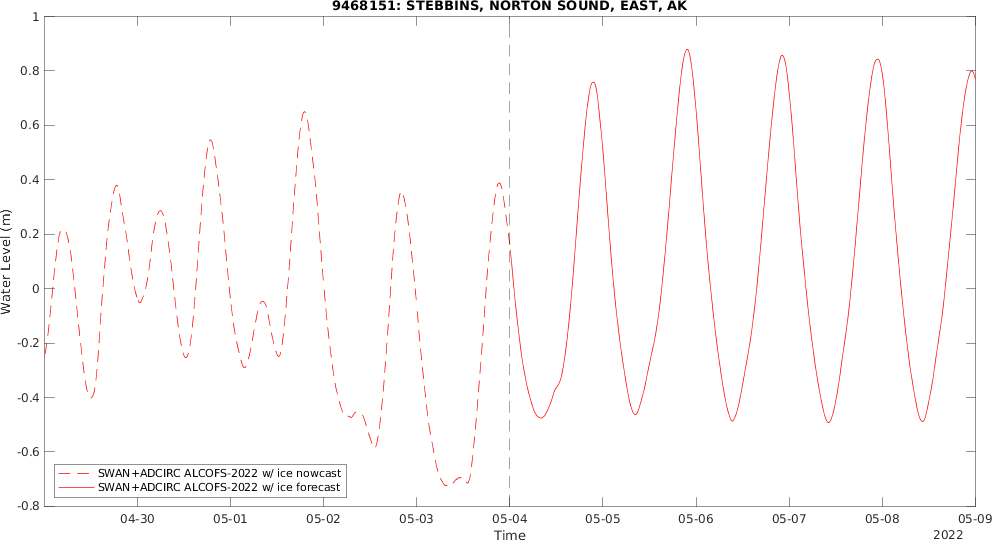 9468151: STEBBINS, NORTON SOUND, EAST, AK
1
0.8
0.6
0.4
0.2
0
-0.2
-0.4
-0.6
-0.8
Water Level (m)
SWAN+ADCIRC ALCOFS-2022 w/ ice nowcast
SWAN+ADCIRC ALCOFS-2022 w/ ice forecast
04-30 05-01 05-02 05-03 05-04 05-05 05-06 05-07 05-08 05-09
Time
2022